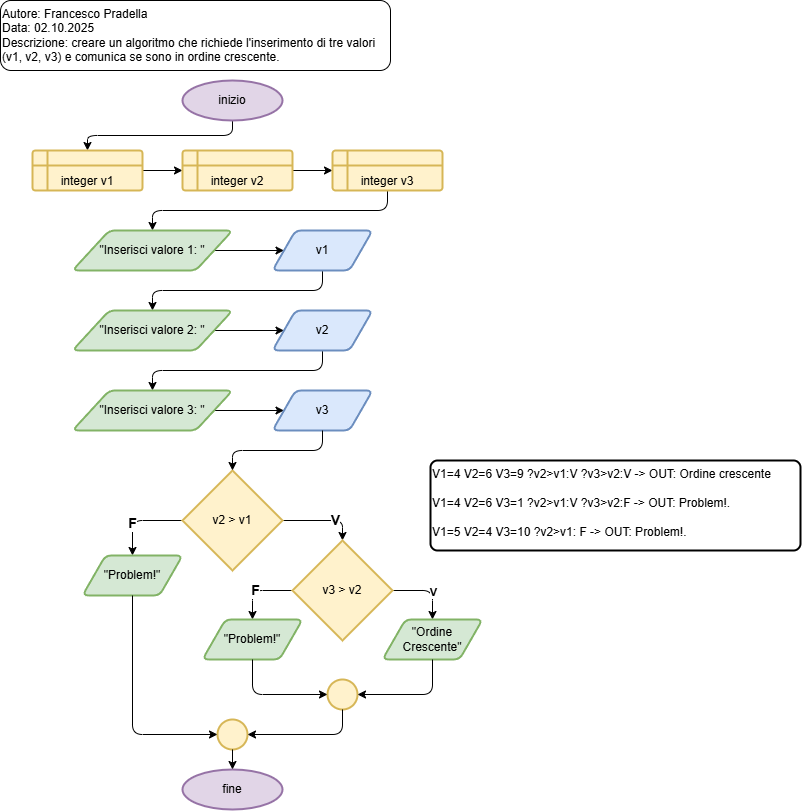 Autore: Francesco Pradella
Data: 02.10.2025
Descrizione: creare un algoritmo che richiede l'inserimento di tre valori
(v1, v2, v3) e comunica se sono in ordine crescente.
inizio
integer v1
integer v2
integer v3
"Inserisci valore 1: "
v1
"Inserisci valore 2: "
v2
"Inserisci valore 3: "
v3
V1=4 V2=6 V3=9 ?v2>v1:V ?v3>v2:V -> OUT: Ordine crescente
V1=4 V2=6 V3=1 ?v2>v1:V ?v3>v2:F -> OUT: Problem!.
V1=5 V2=4 V3=10 ?v2>v1: F -> OUT: Problem!.
v2 > v1
F
V
"Problem!"
v3 > v2
F
v
"Problem!"
"Ordine
Crescente"
fine